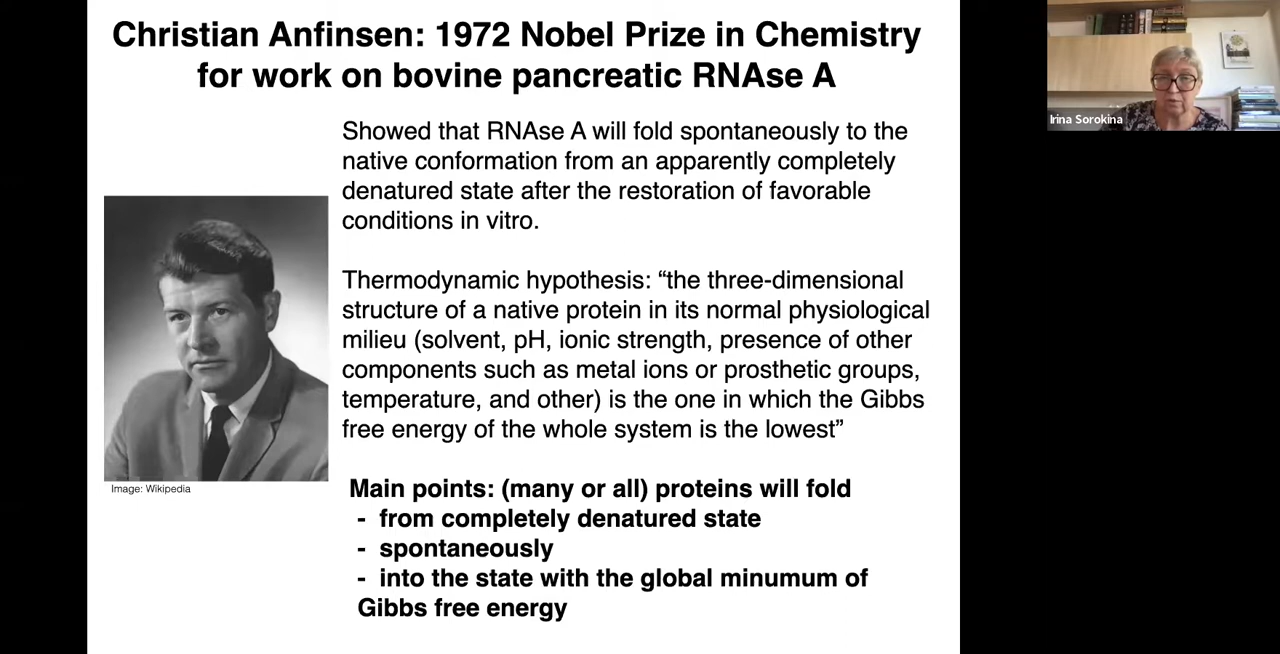 Christian Anfinsen: 1972 Nobel Prize in Chemistry
for work on bovine pancreatic RNAse A
Irina Sorokina
Showed that RNAse A will fold spontaneously to the
native conformation from an apparently completely
denatured state after the restoration of favorable
conditions in vitro.
Thermodynamic hypothesis: “the three-dimensional
structure of a native protein in its normal physiological
milieu (solvent, pH, ionic strength, presence of other
components such as metal ions or prosthetic groups,
temperature, and other) is the one in which the Gibbs
free energy of the whole system is the lowest”
Image: Wikipedia
Main points: (many or all) proteins will fold
- from completely denatured state
- spontaneously
- into the state with the global minumum of
Gibbs free energy